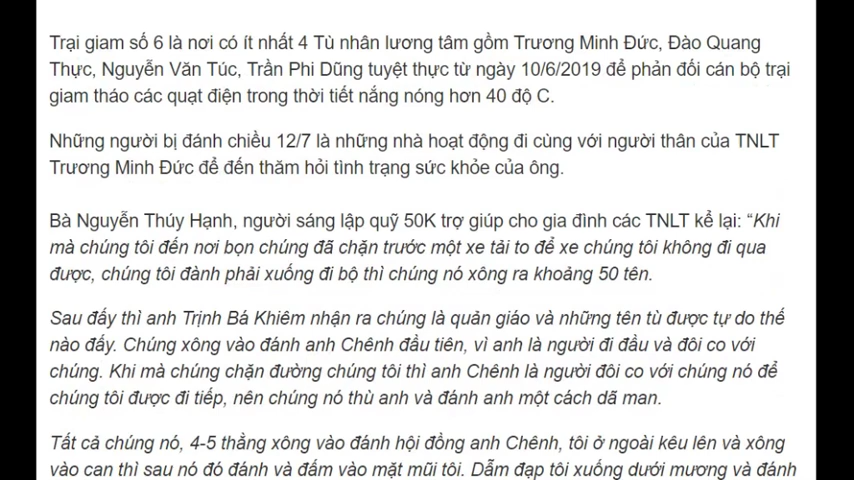 Trại giam số 6 là nơi có ít nhất 4 Tù nhân lương tâm gồm Trương Minh Đức, Đào Quang
Thực, Nguyễn Văn Túc, Trần Phi Dũng tuyệt thực từ ngày 10/6/2019 để phản đối cán bộ trại
giam tháo các quạt điện trong thời tiết nắng nóng hơn 40 độ C.
Những người bị đánh chiều 12/7 là những nhà hoạt động đi cùng với người thân của TNLT
Trương Minh Đức để đến thăm hỏi tình trạng sức khỏe của ông.
Bà Nguyễn Thúy Hạnh, người sáng lập quỹ 50K trợ giúp cho gia đình các TNLT kể lại: “Khi
mà chúng tôi đến nơi bọn chúng đã chặn trước một xe tải to để xe chúng tôi không đi qua
được, chúng tôi đành phải xuống đi bộ thì chúng nó xông ra khoảng 50 tên.
Sau đấy thì anh Trịnh Bá Khiêm nhận ra chúng là quản giáo và những tên tù được tự do thế
nào đấy. Chúng xông vào đánh anh Chênh đầu tiên, vì anh là người đi đầu và đôi co với
chúng. Khi mà chúng chặn đường chúng tôi thì anh Chênh là người đôi co với chúng nó để
chúng tôi được đi tiếp, nên chúng nó thù anh và đánh anh một cách dã man.
Tất cả chúng nó, 4-5 thằng xông vào đánh hội đồng anh Chênh, tôi ở ngoài kêu lên và xông
vào can thì sau nó đó đánh và đấm vào mặt mũi tôi. Dẫm đạp tôi xuống dưới mương và đánh